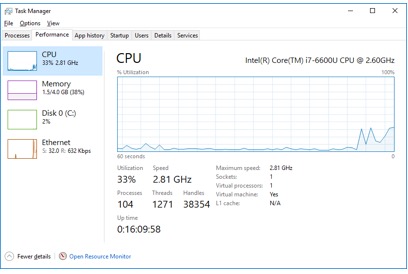 Task Manager
File Options View
Processes Performance App history Startup Users Details Services
CPU
33% 2.81 GHz
Memory
1.5/4.0 GB (38%)
Disk 0 (C:)
2%
Ethernet
S: 32.0 R: 632 Kbps
CPU
Intel(R) Core(TM) i7-6600U CPU @ 2.60GHz
% Utilization
100%
60 seconds
0
Utilization
33%
Speed
2.81 GHz
Processes
104
Threads
1271
Handles
38354
Up time
0:16:09:58
Maximum speed: 2.81 GHz
Sockets: 1
Virtual processors: 1
Virtual machine: Yes
L1 cache: N/A
Fewer details
Open Resource Monitor